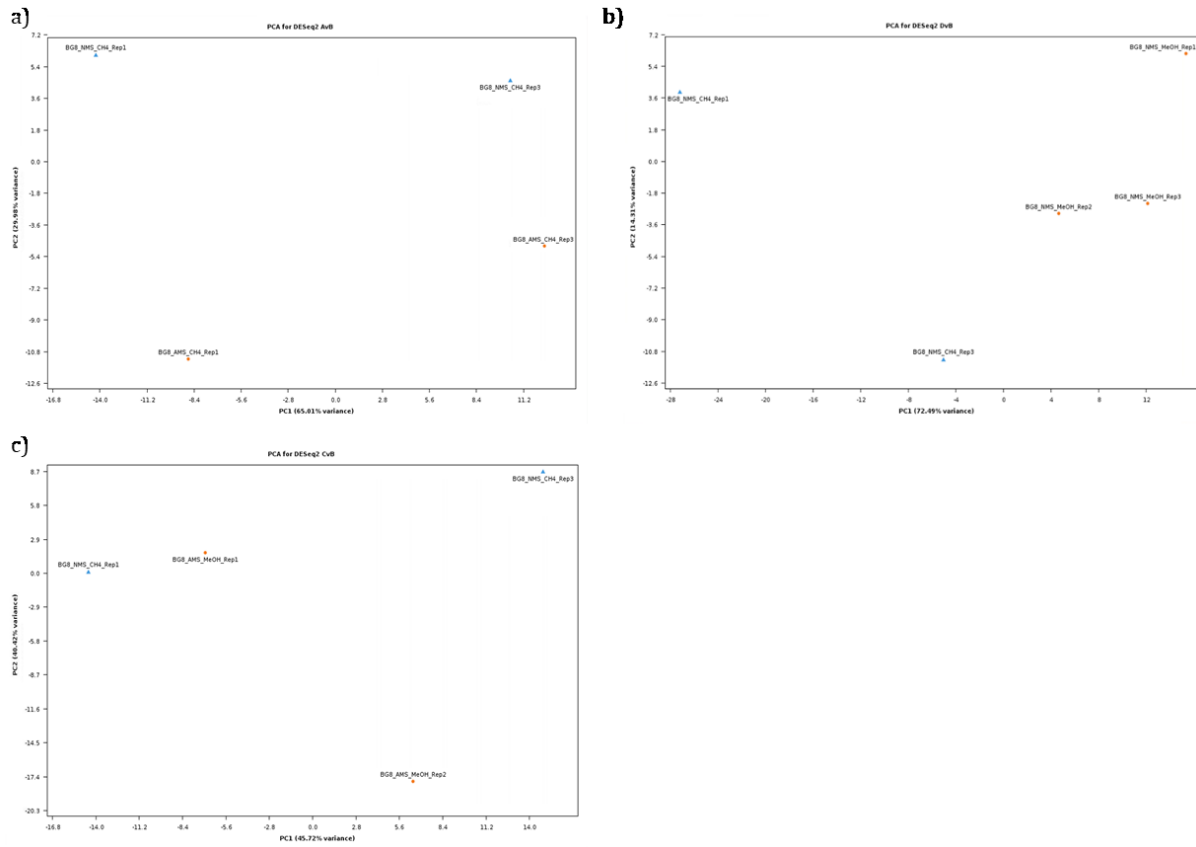 a)
PCA for DESeq2 AvB
7.2
5.4
3.6
1.8
0.0
-1.8
-3.6
-5.4
-7.2
-9.0
-10.8
-12.6
PC2 (29.98% variance)
BG8_NMS_CH4_Rep1
BG8_NMS_CH4_Rep3
BG8_AMS_CH4_Rep3
BG8_AMS_CH4_Rep1
-16.8 -14.0 -11.2 -8.4 -5.6 -2.8 0.0 2.8 5.6 8.4 11.2
PC1 (65.01% variance)
b)
PCA for DESeq2 DvB
7.2
5.4
3.6
1.8
0.0
-1.8
-3.6
-5.4
-7.2
-9.0
-10.8
-12.6
PC2 (14.31% variance)
BG8_NMS_MeOH_Rep1
BG8_NMS_CH4_Rep1
BG8_NMS_MeOH_Rep3
BG8_NMS_MeOH_Rep2
BG8_NMS_CH4_Rep3
-28 -24 -20 -16 -12 -8 -4 0 4 8 12
PC1 (72.49% variance)
c)
PCA for DESeq2 CvB
8.7
5.8
2.9
0.0
-2.9
-5.8
-8.7
-11.6
-14.5
-17.4
-20.3
PC2 (40.42% variance)
BG8_NMS_CH4_Rep3
BG8_AMS_MeOH_Rep1
BG8_NMS_CH4_Rep1
BG8_AMS_MeOH_Rep2
-16.8 -14.0 -11.2 -8.4 -5.6 -2.8 0.0 2.8 5.6 8.4 11.2 14.0
PC1 (45.72% variance)